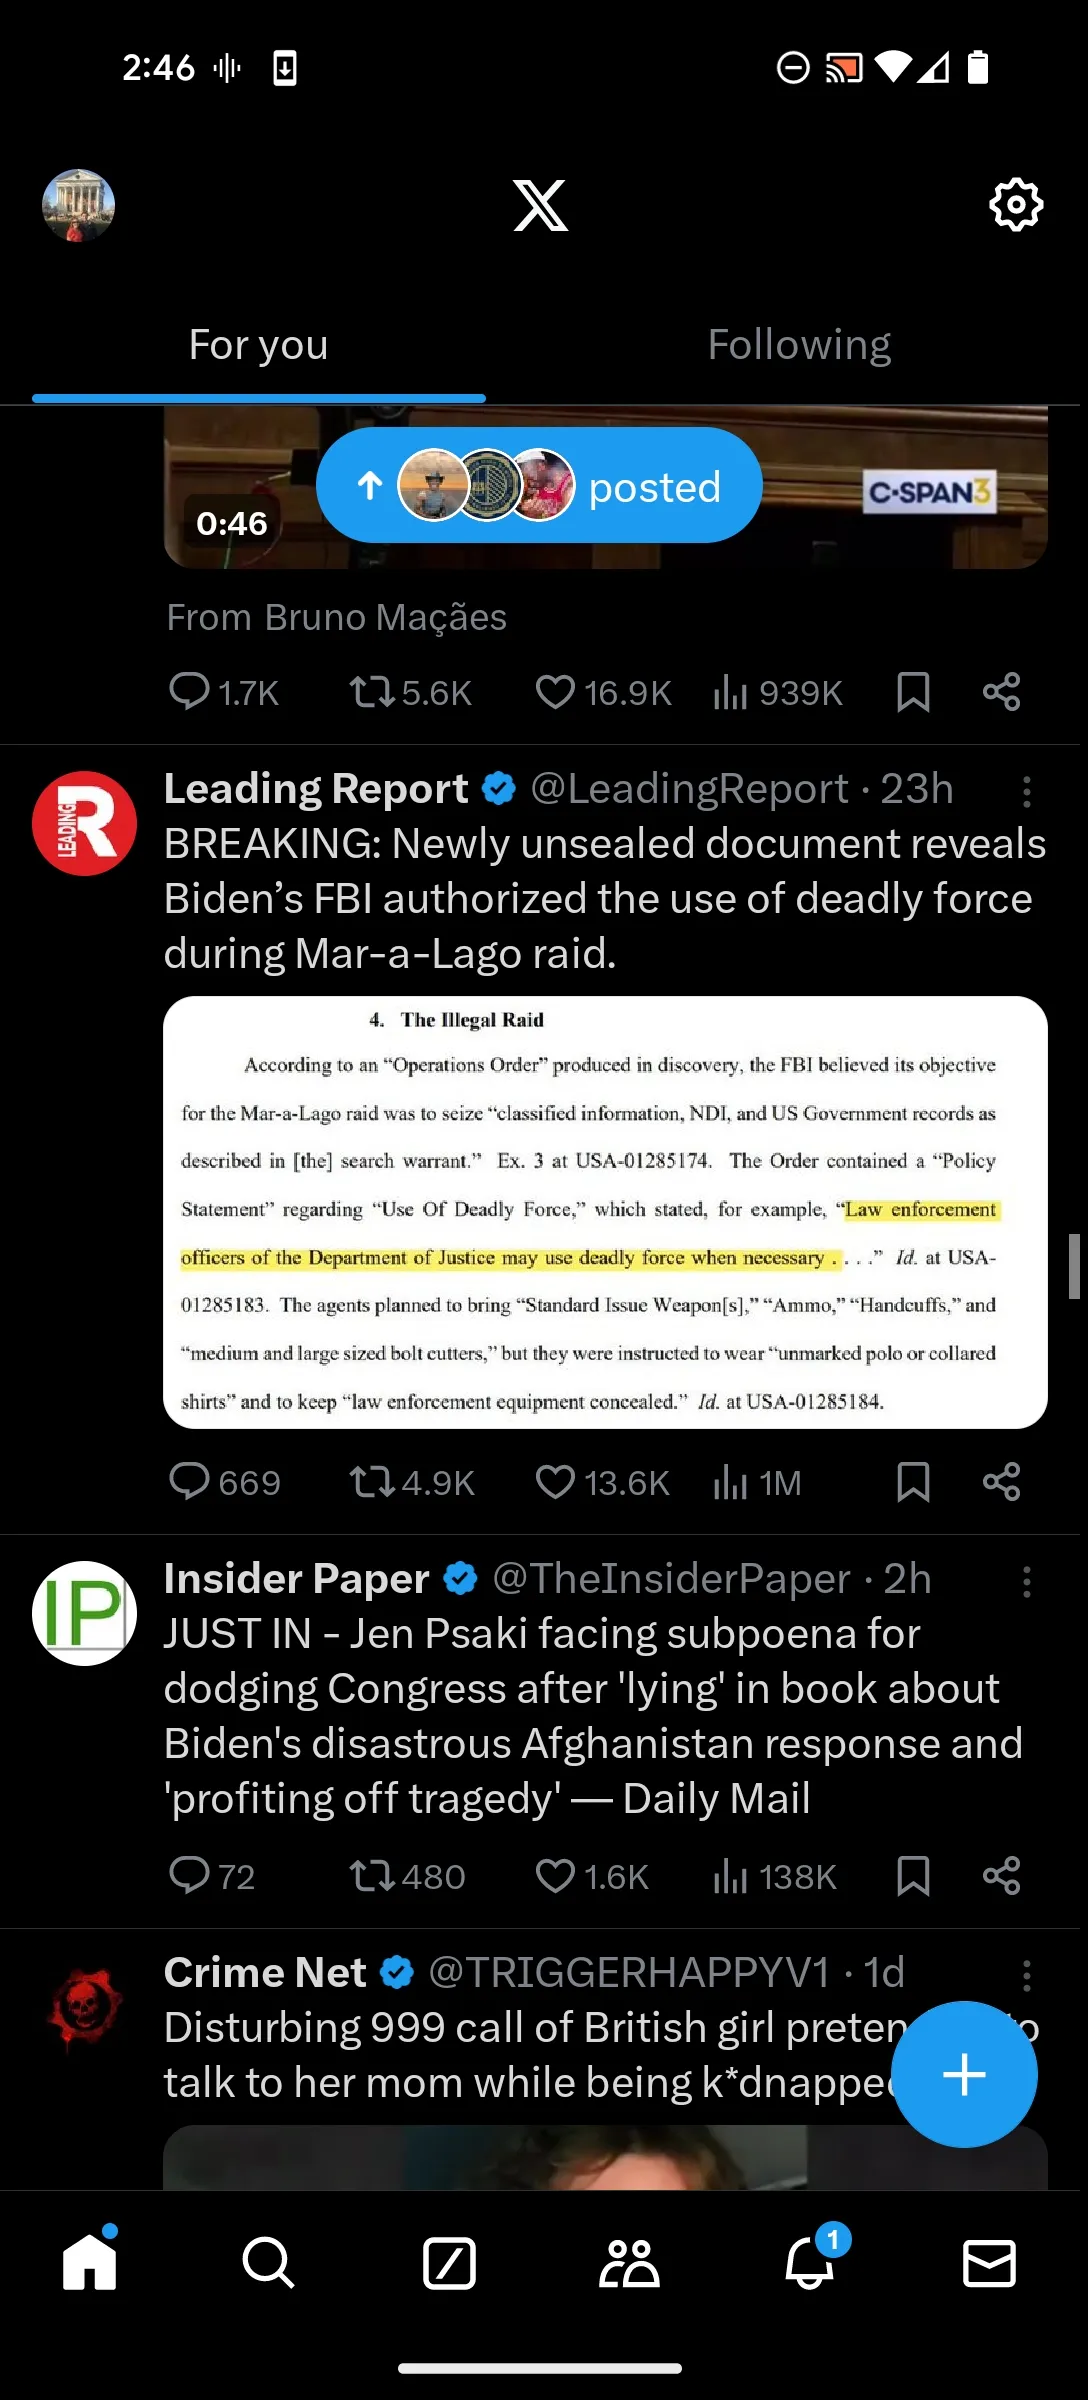 2:46
For you
Following
0:46
posted
C-SPAN3
From Bruno Maçães
1.7K 5.6K 16.9K 939K
LEADING R
Leading Report @LeadingReport · 23h
BREAKING: Newly unsealed document reveals
Biden’s FBI authorized the use of deadly force
during Mar-a-Lago raid.
4. The Illegal Raid
According to an “Operations Order” produced in discovery, the FBI believed its objective
for the Mar-a-Lago raid was to seize “classified information, NDI, and US Government records as
described in [the] search warrant.” Ex. 3 at USA-01285174. The Order contained a “Policy
Statement” regarding “Use Of Deadly Force,” which stated, for example, “Law enforcement
officers of the Department of Justice may use deadly force when necessary . . . .” Id. at USA-
01285183. The agents planned to bring “Standard Issue Weapon[s],” “Ammo,” “Handcuffs,” and
“medium and large sized bolt cutters,” but they were instructed to wear “unmarked polo or collared
shirts” and to keep “law enforcement equipment concealed.” Id. at USA-01285184.
669 4.9K 13.6K 1M
IP
Insider Paper @TheInsiderPaper · 2h
JUST IN - Jen Psaki facing subpoena for
dodging Congress after 'lying' in book about
Biden's disastrous Afghanistan response and
'profiting off tragedy' — Daily Mail
72 480 1.6K 138K
Crime Net @TRIGGERHAPPYV1 · 1d
Disturbing 999 call of British girl
talk to her mom while being
1